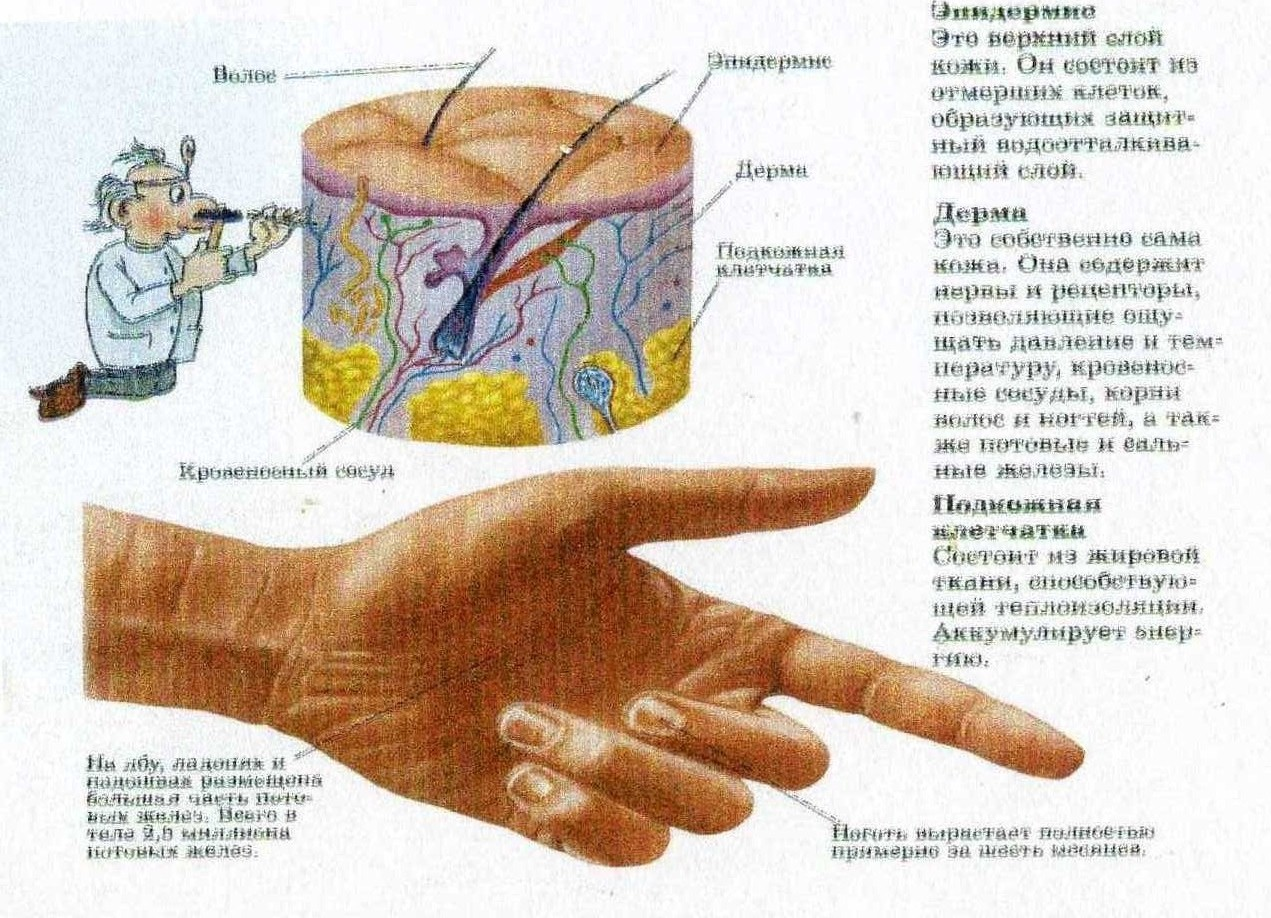 Волос
Эпидермис
Дерма
Подкожная
клетчатка
Кровеносный сосуд
На лбу, ладонях и
подошвах размещена
большая часть пото-
вых желез. Всего в
теле 2,5 миллиона
потовых желез.
Ноготь вырастает полностью
примерно за шесть месяцев.
Эпидермис
Это верхний слой
кожи. Он состоит из
отмерших клеток,
образующих защит-
ный водоотталкива-
ющий слой.
Дерма
Это собственно сама
кожа. Она содержит
нервы и рецепторы,
позволяющие ощу-
щать давление и тем-
пературу, кровенос-
ные сосуды, корни
волос и ногтей, а так-
же потовые и саль-
ные железы.
Подкожная
клетчатка
Состоит из жировой
ткани, способствую-
щей теплоизоляции.
Аккумулирует энер-
гию.